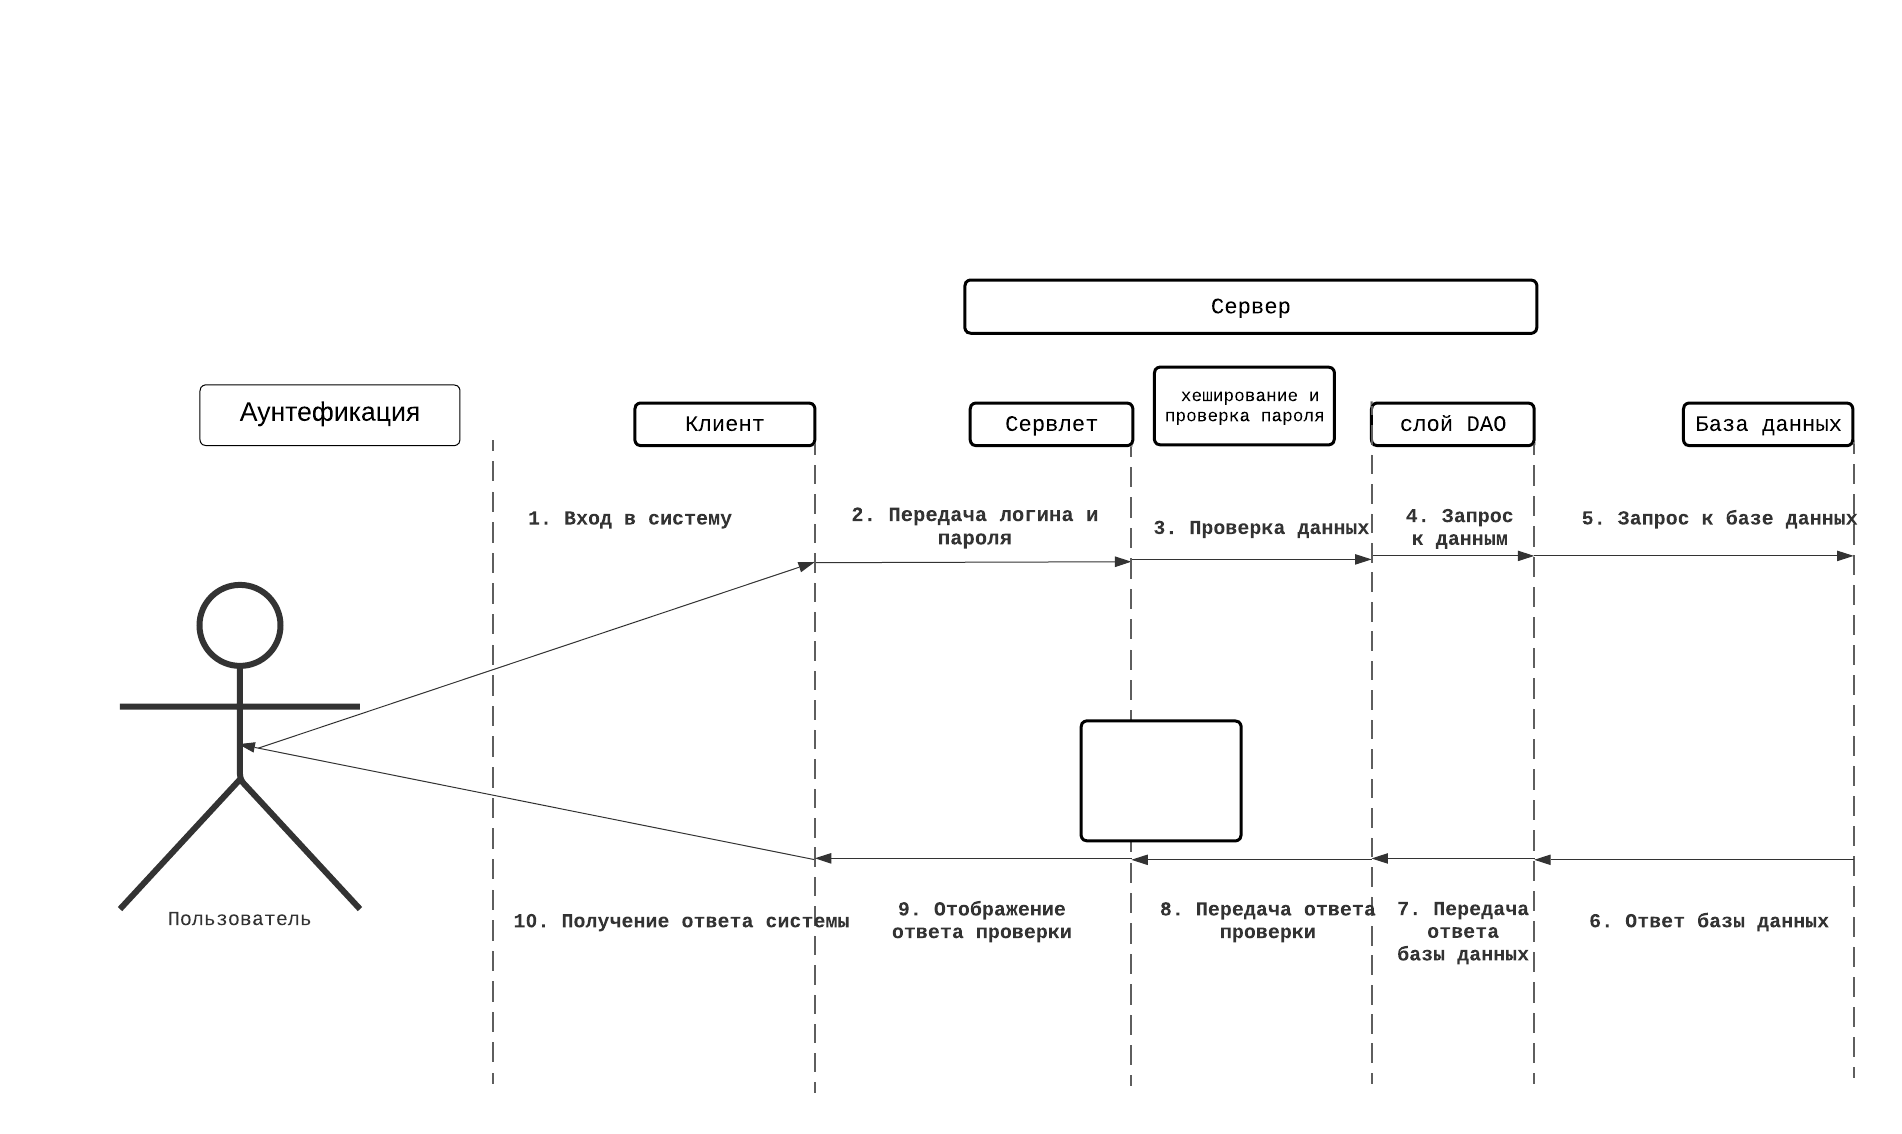 Сервер
Аунтефикация
Клиент
Сервлет
хеширование и
проверка пароля
слой DAO
База данных
1. Вход в систему
2. Передача логина и
пароля
3. Проверка данных
4. Запрос
к данным
5. Запрос к базе данных
Пользователь
10. Получение ответа системы
9. Отображение
ответа проверки
8. Передача ответа
проверки
7. Передача
ответа
базы данных
6. Ответ базы данных